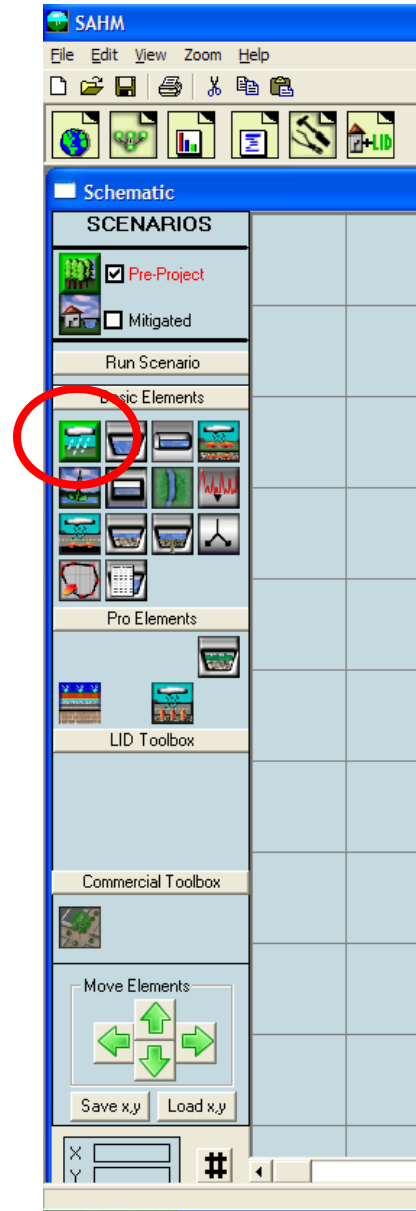 SAHM
File Edit View Zoom Help
+LID
Schematic
SCENARIOS
Pre-Project
Mitigated
Run Scenario
Basic Elements
Pro Elements
LID Toolbox
Commercial Toolbox
Move Elements
Save x,y Load x,y
X
Y
#